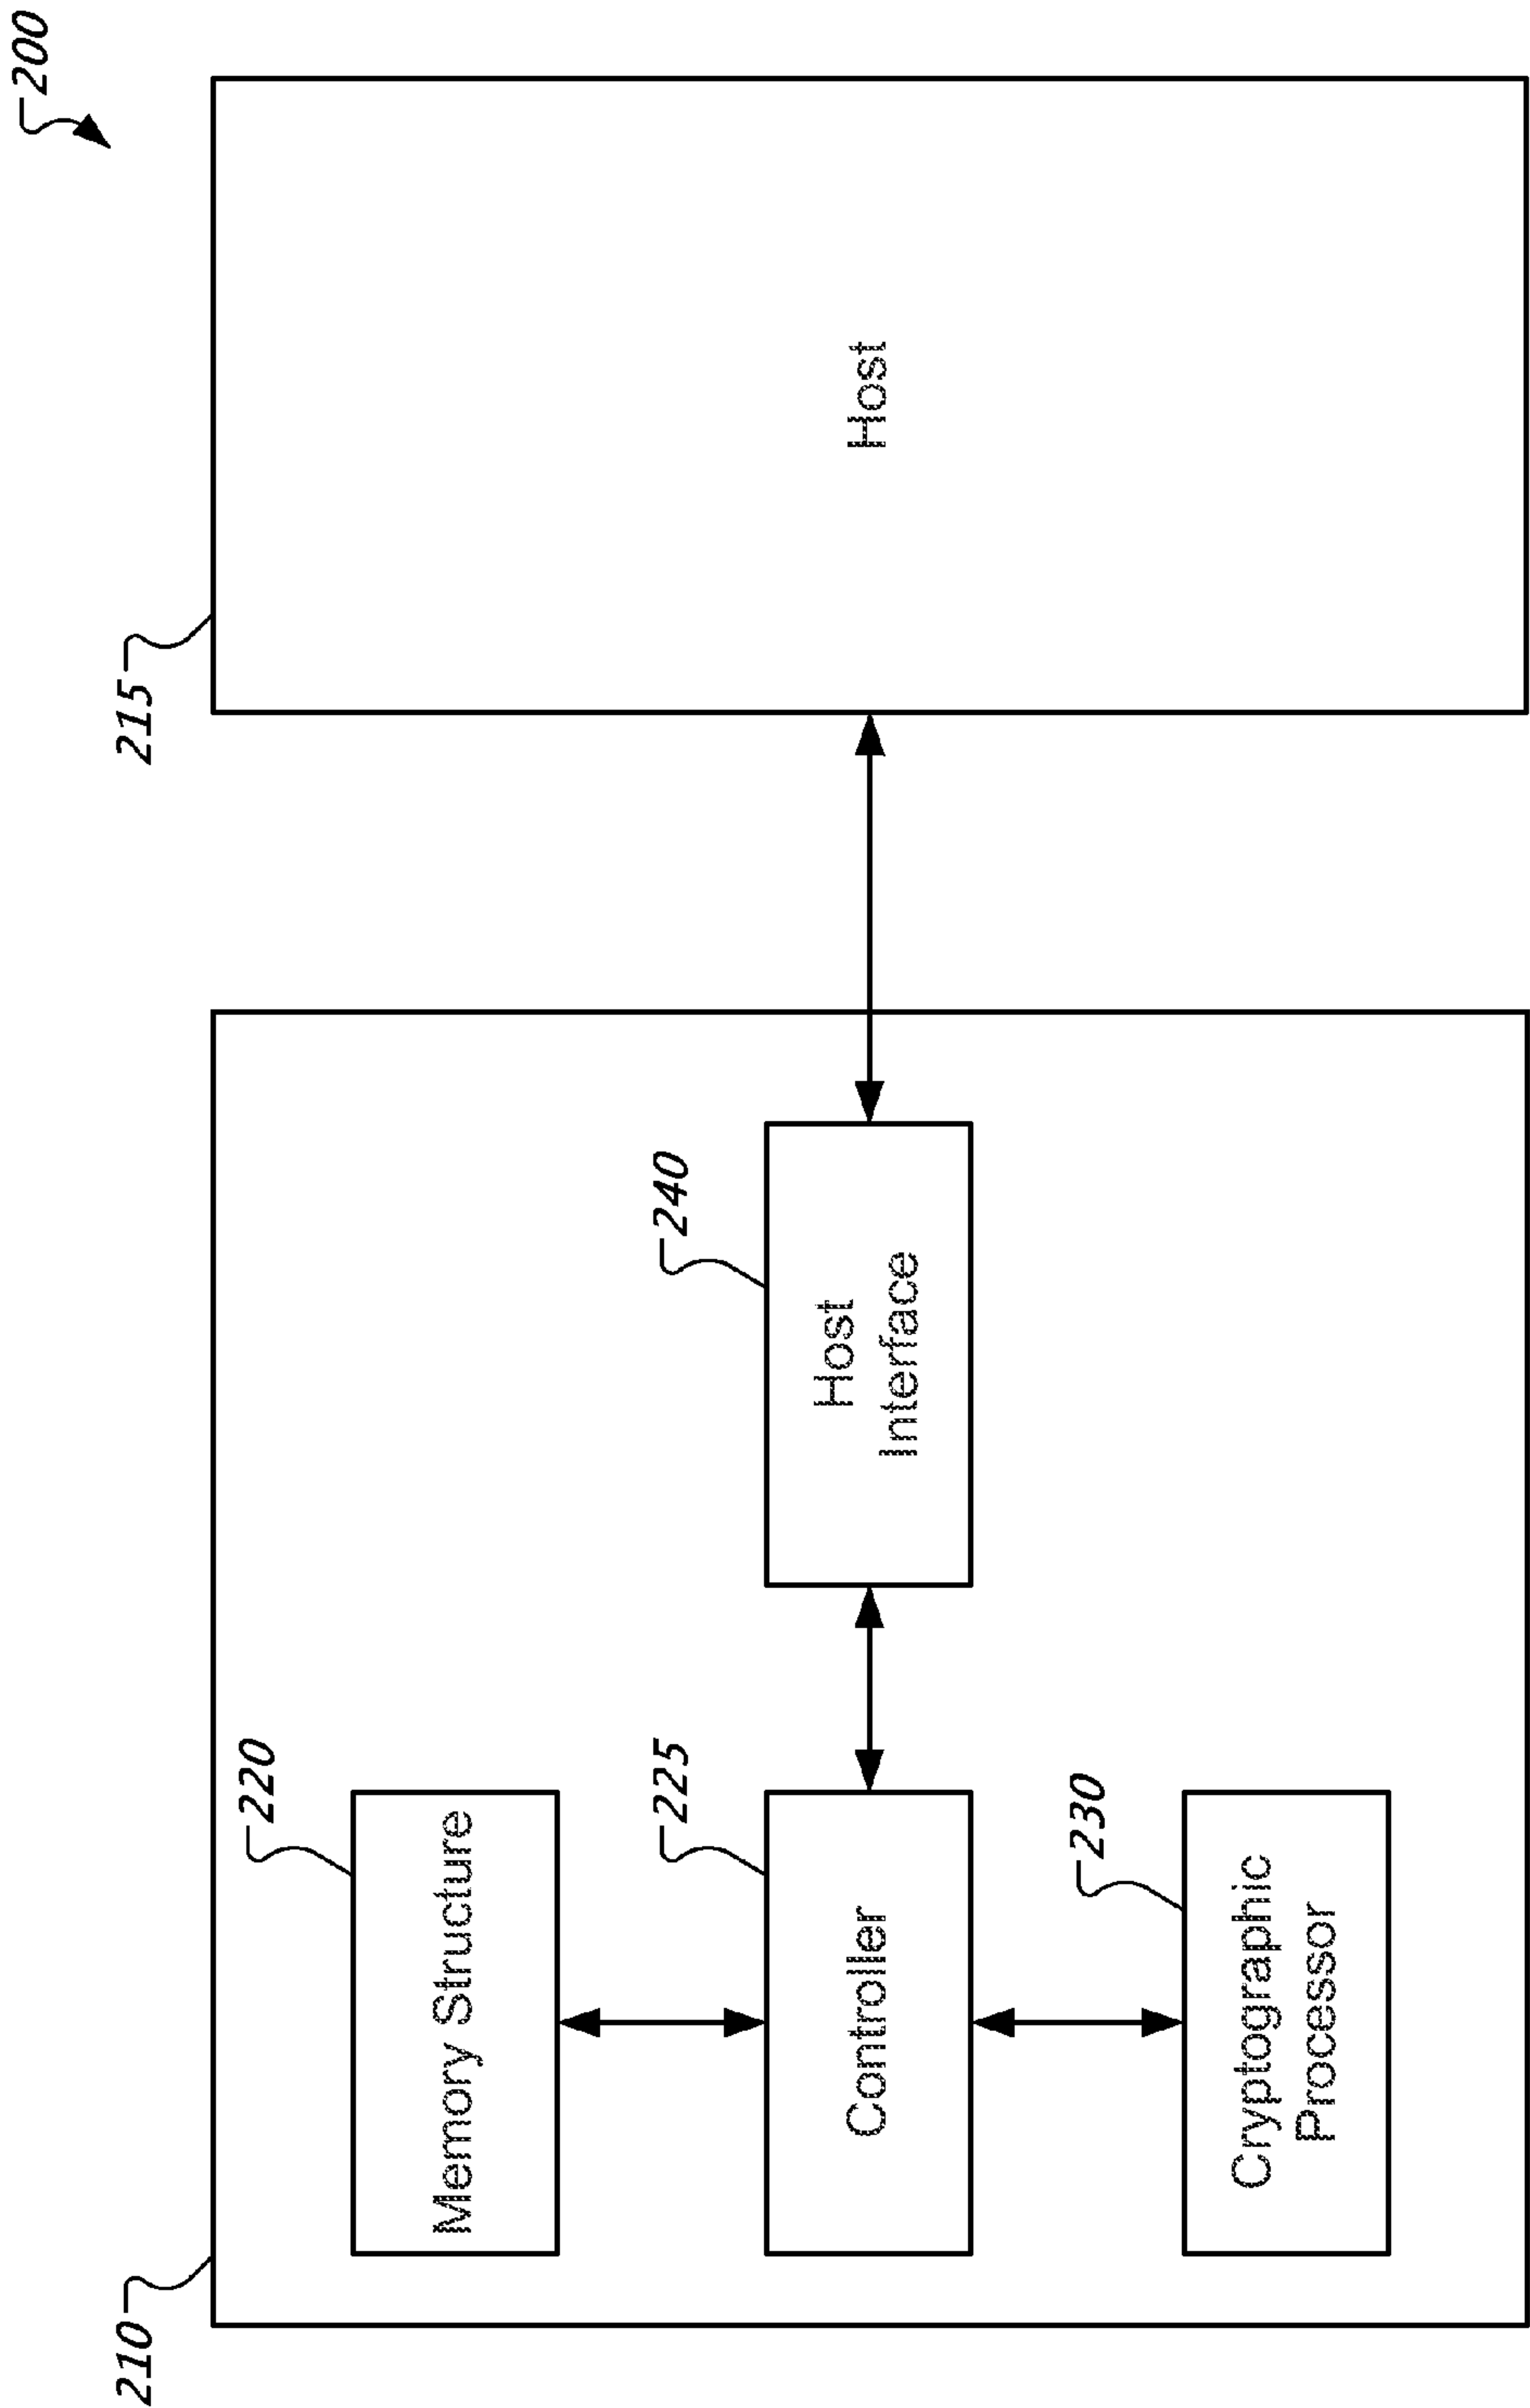 200
210
215
220
Memory Structure
225
Controller
240
Host
Interface
Host
230
Cryptographic
Processor